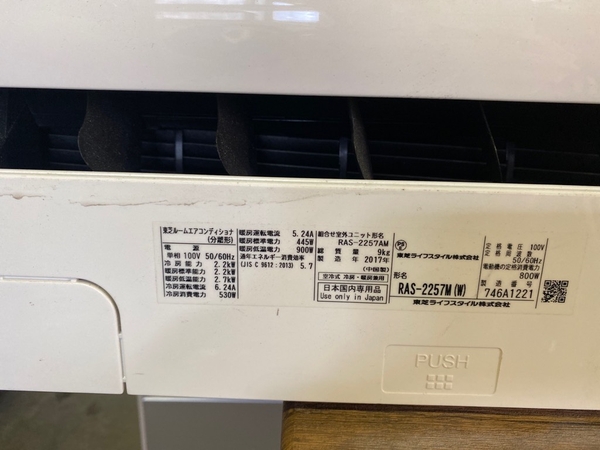 東芝ルームエアコンディショナ
(分離形)
電 源
単相 100V 50/60Hz
冷房能力 2.2kW
暖房標準能力 2.2kW
暖房低温能力 2.7kW
冷房運転電流 6.24A
冷房消費電力 530W
暖房運転電流 5.24A
暖房標準電力 445W
暖房低温電力 900W
通年エネルギー消費効率
(JIS C 9612:2013) 5.7
組合せ室外ユニット形名
RAS-2257AM
総 質 量 9kg
製 造 年 2017年
(中国製)
空冷式 冷房・暖房兼用
日本国内専用品
Use only in Japan
形名
RAS-2257M(W)
東芝ライフスタイル株式会社
PS
E
東芝ライフスタイル株式会社
定格電圧 100V
定格周波数
50/60Hz
電動機の定格消費電力
800W
製造番号
746A1221
PUSH